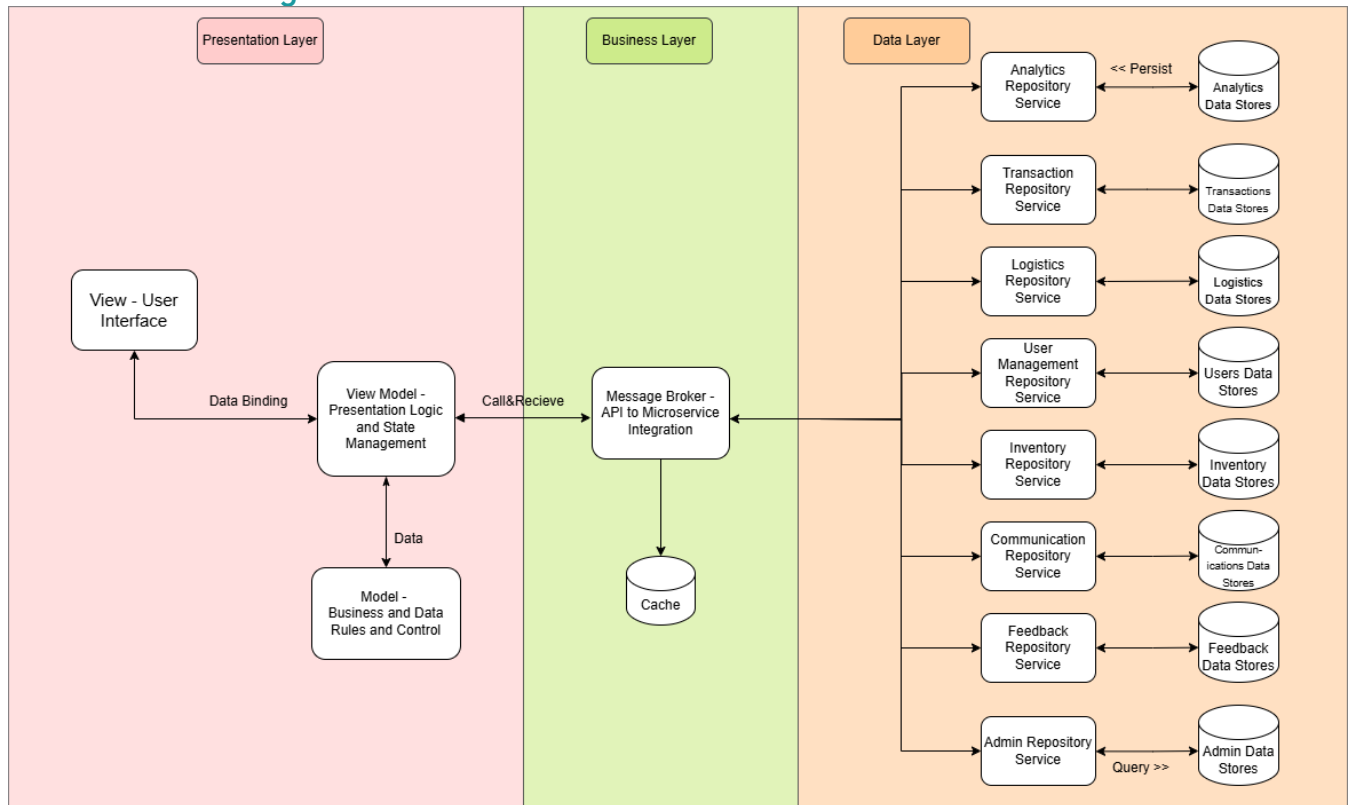 Presentation Layer
Business Layer
Data Layer
View - User
Interface
Data Binding
View Model -
Presentation Logic
and State
Management
Data
Model -
Business and Data
Rules and Control
Call&Recieve
Message Broker -
API to Microservice
Integration
Cache
Analytics
Repository
Service
<< Persist
Analytics
Data Stores
Transaction
Repository
Service
Transactions
Data Stores
Logistics
Repository
Service
Logistics
Data Stores
User
Management
Repository
Service
Users Data
Stores
Inventory
Repository
Service
Inventory
Data Stores
Communication
Repository
Service
Commun-
ications Data
Stores
Feedback
Repository
Service
Feedback
Data Stores
Admin Repository
Service
Query >>
Admin Data
Stores